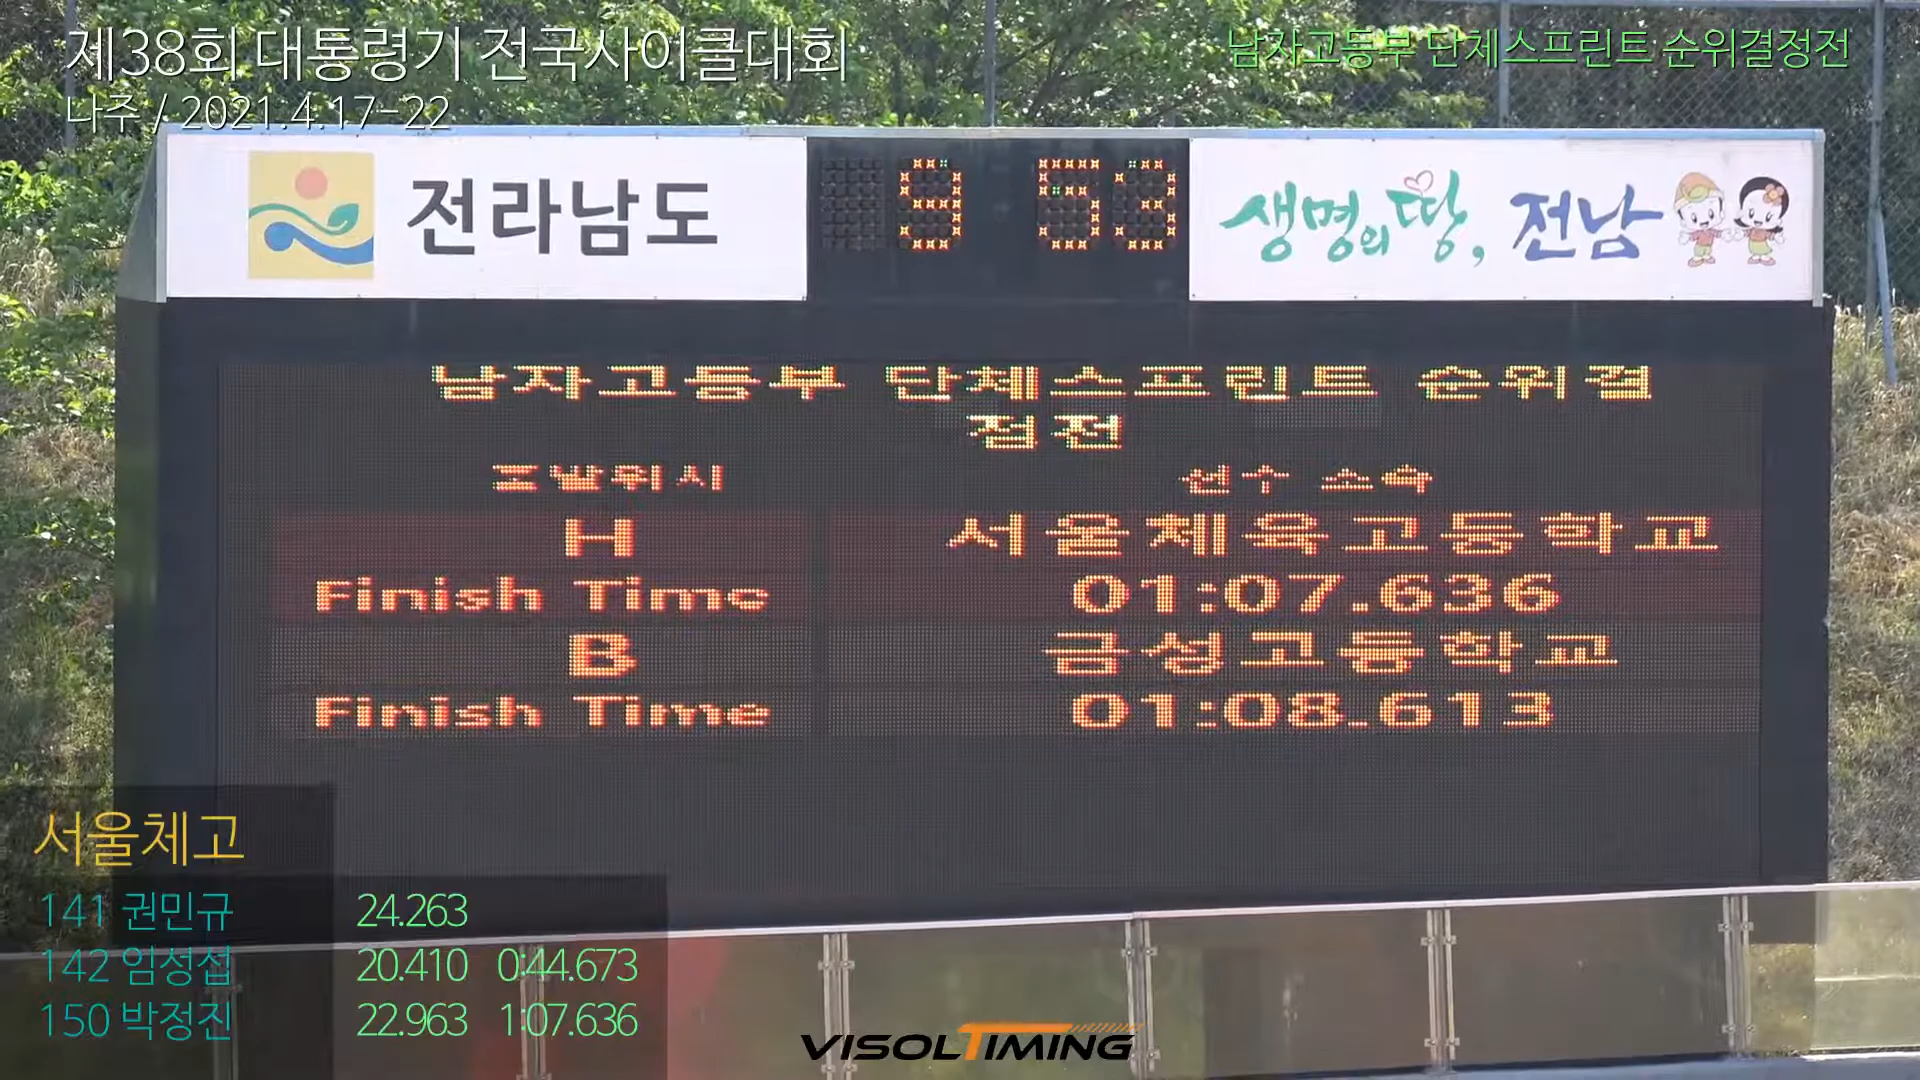 제38회 대통령기 전국사이클대회
남자고등부 단체스프린트 순위결정전
나주 / 2021.4.17-22
전라남도
9 53
생명의 땅, 전남
남자고등부 단체스프린트 순위결
정전
출발위치
선수 소속
H
서울체육고등학교
Finish Time
01:07.636
B
금성고등학교
Finish Time
01:08.613
서울체고
141 권민규 24.263
142 임성섭 20.410 0:44.673
150 박정진 22.963 1:07.636
VISOLTIMING